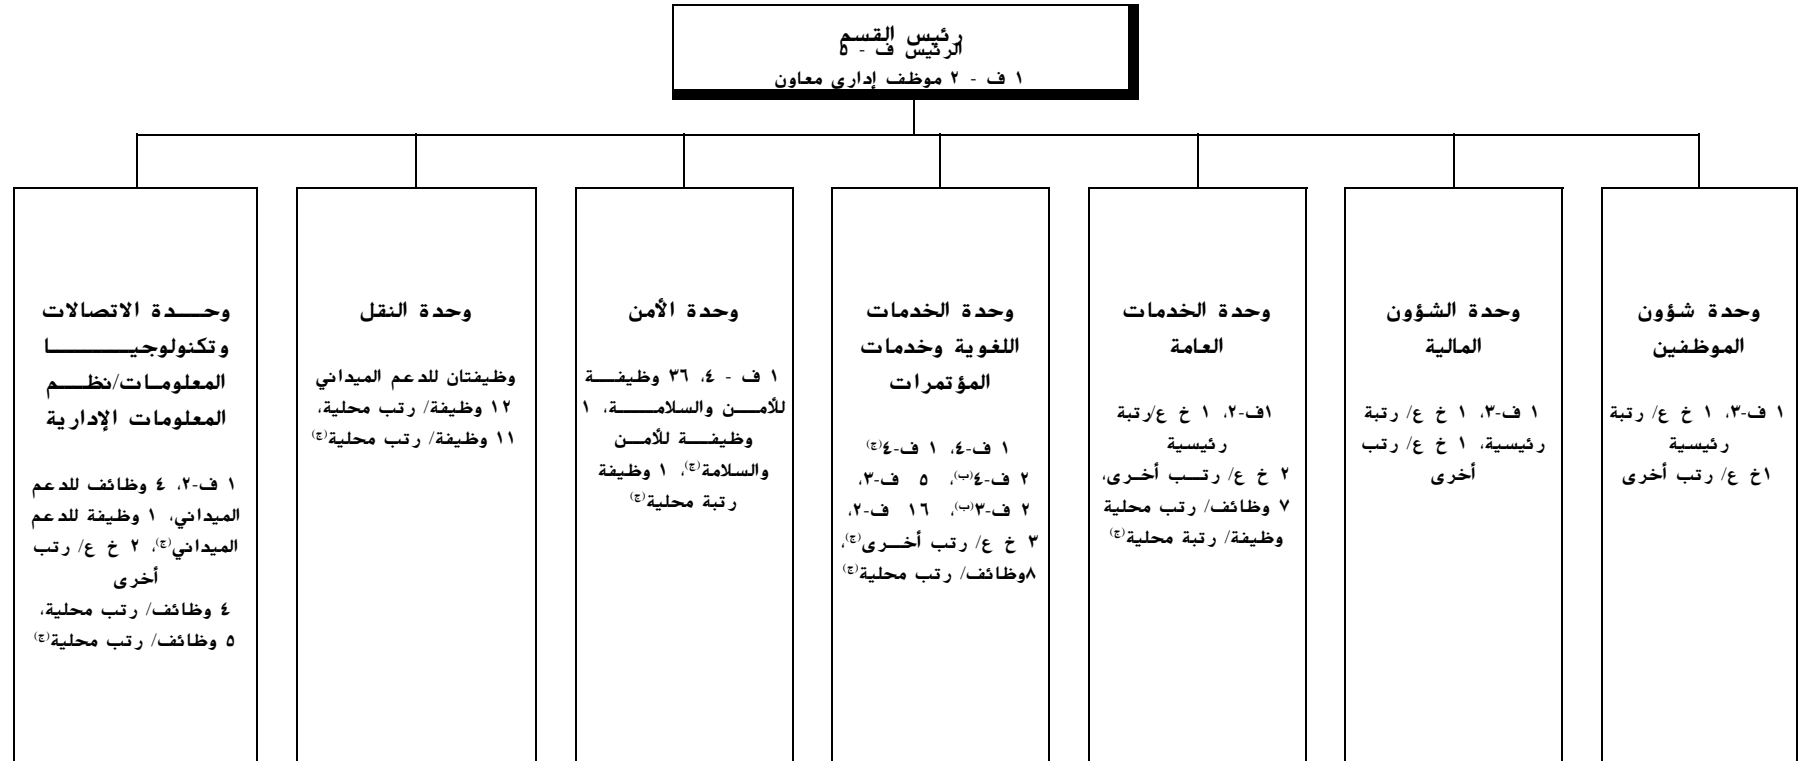 رئيس القسم
الرئيس ف - ٥
١ ف - ٢ موظف إداري معاون
وحدة شؤون
الموظفين
١ ف-٣، ١ خ ع/ رتبة
رئيسية
١خ ع/ رتب أخرى
وحدة الشؤون
المالية
١ ف-٣، ١ خ ع/ رتبة
رئيسية، ١ خ ع/ رتب
أخرى
وحدة الخدمات
العامة
١ف-٢، ١ خ ع/رتبة
رئيسية
٢ خ ع/ رتب أخرى،
٧ وظائف/ رتب محلية
وظيفة/ رتبة محلية(ج)
وحدة الخدمات
اللغوية وخدمات
المؤتمرات
١ ف-٤، ١ ف-٤(ج)
٢ ف-٤(ب)، ٥ ف-٣،
٢ ف-٣(ب)، ١٦ ف-٢،
٣ خ ع/ رتب أخرى(ج)،
٨وظائف/ رتب محلية(ج)
وحدة الأمن
١ ف - ٤، ٣٦ وظيفة
للأمن والسلامة، ١
وظيفة للأمن
والسلامة(ج)، ١ وظيفة
رتبة محلية(ج)
وحدة النقل
وظيفتان للدعم الميداني
١٢ وظيفة/ رتب محلية،
١١ وظيفة/ رتب محلية(ج)
وحدة الاتصالات
وتكنولوجيا
المعلومات/نظم
المعلومات الإدارية
١ ف-٢، ٤ وظائف للدعم
الميداني، ١ وظيفة للدعم
الميداني(ج)، ٢ خ ع/ رتب
أخرى
٤ وظائف/ رتب محلية،
٥ وظائف/ رتب محلية(ج)